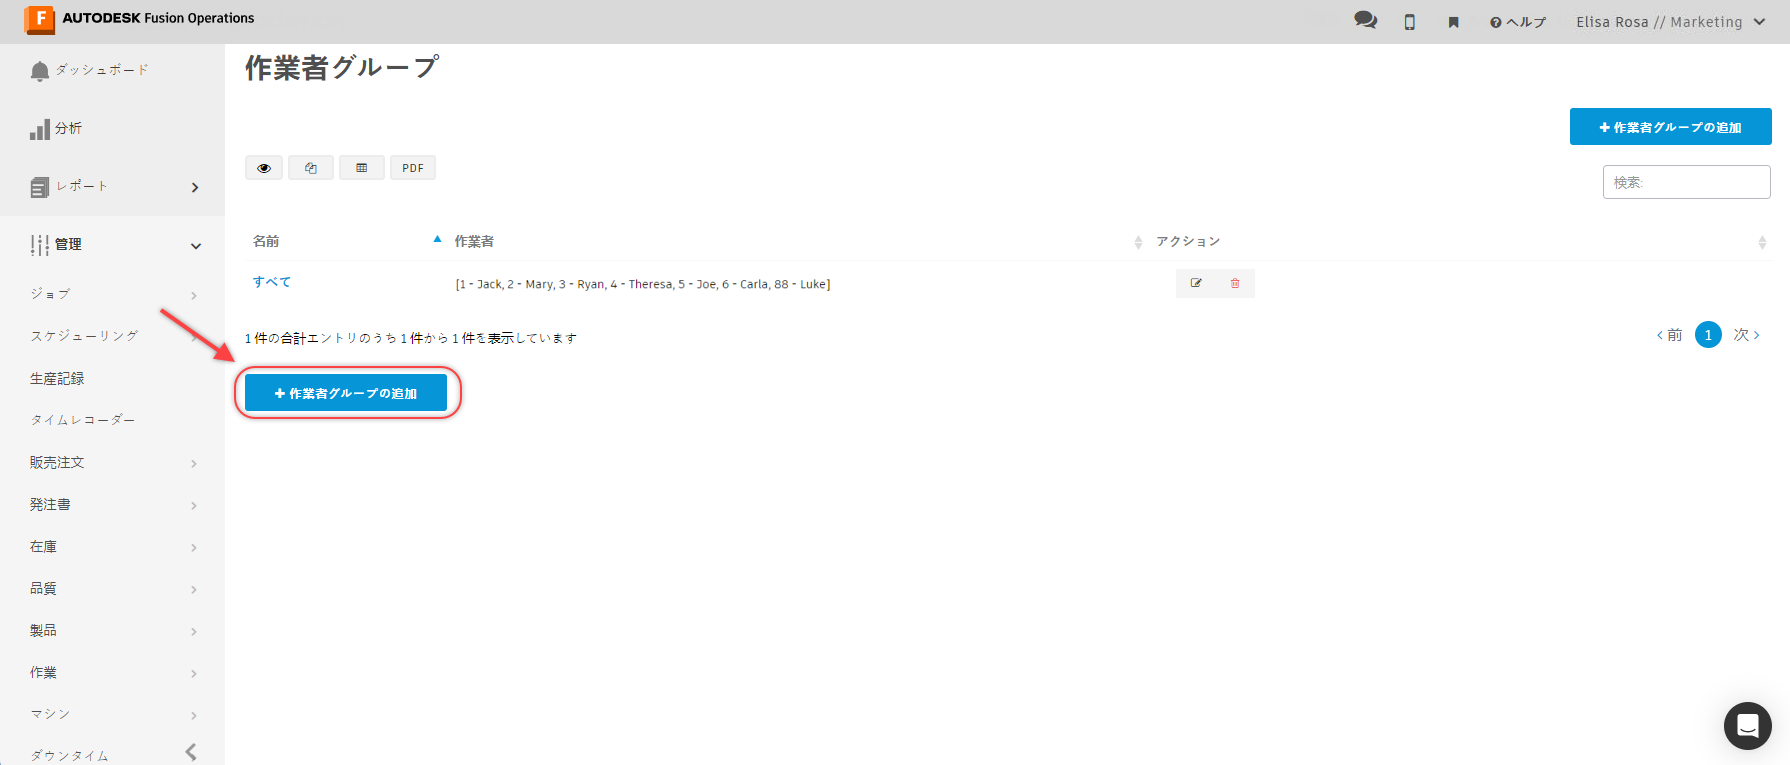 F AUTODESK Fusion Operations
ヘルプ
Elisa Rosa // Marketing
ダッシュボード
分析
レポート
管理
ジョブ
スケジューリング
生産記録
タイムレコーダー
販売注文
発注書
在庫
品質
製品
作業
マシン
ダウンタイム
作業者グループ
作業者グループの追加
PDF
検索:
名前
作業者
アクション
すべて
[1 - Jack, 2 - Mary, 3 - Ryan, 4 - Theresa, 5 - Joe, 6 - Carla, 88 - Luke]
1 件の合計エントリのうち 1 件から 1 件を表示しています
前 1 次
作業者グループの追加